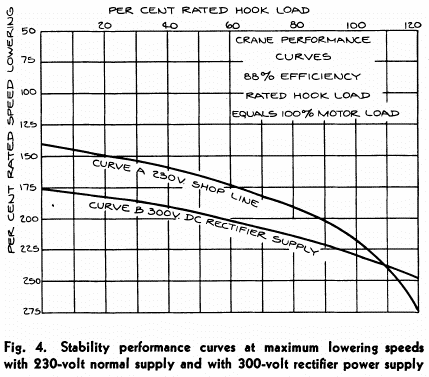 PER CENT RATED HOOK LOAD
20 40 60 80 100 120
PER CENT RATED SPEED LOWERING
50
75
100
125
150
175
200
225
250
275
CRANE PERFORMANCE
CURVES
88% EFFICIENCY
RATED HOOK LOAD
EQUALS 100% MOTOR LOAD
CURVE A 230V. SHOP LINE
CURVE B 300V. DC RECTIFIER SUPPLY
Fig. 4. Stability performance curves at maximum lowering speeds
with 230-volt normal supply and with 300-volt rectifier power supply